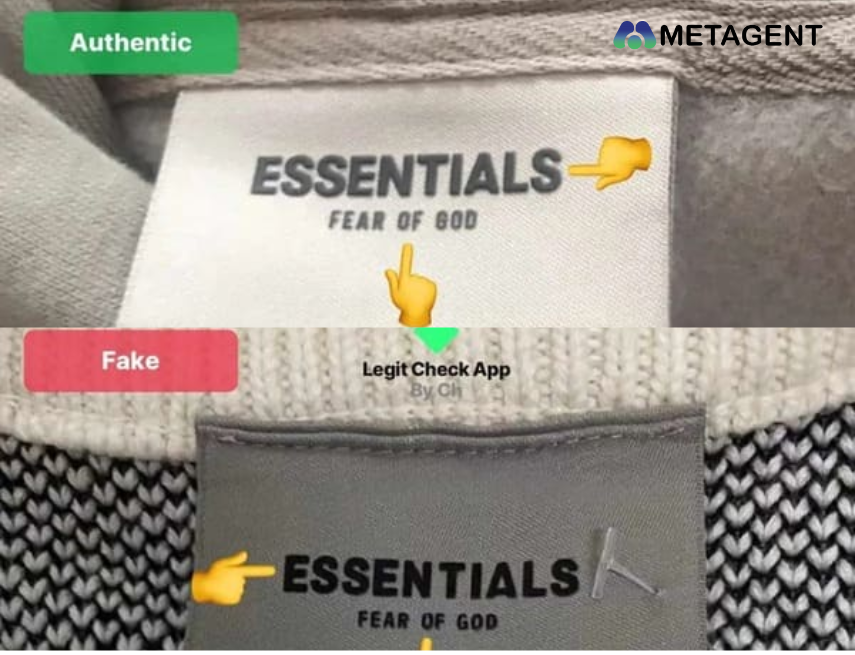 Authentic
METAGENT
ESSENTIALS
FEAR OF GOD
Fake
Legit Check App
By Ch
ESSENTIALS
FEAR OF GOD